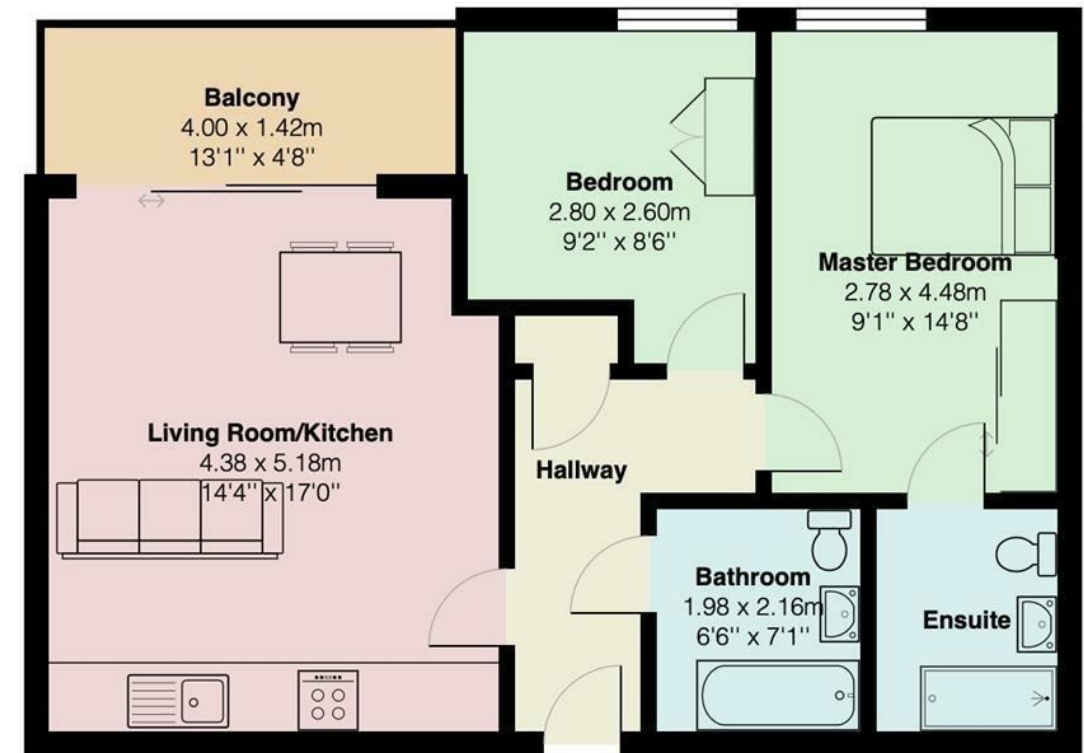 Balcony
4.00 x 1.42m
13'1'' x 4'8''
Bedroom
2.80 x 2.60m
9'2'' x 8'6''
Master Bedroom
2.78 x 4.48m
9'1'' x 14'8''
Living Room/Kitchen
4.38 x 5.18m
14'4'' x 17'0''
Hallway
Bathroom
1.98 x 2.16m
6'6'' x 7'1''
Ensuite